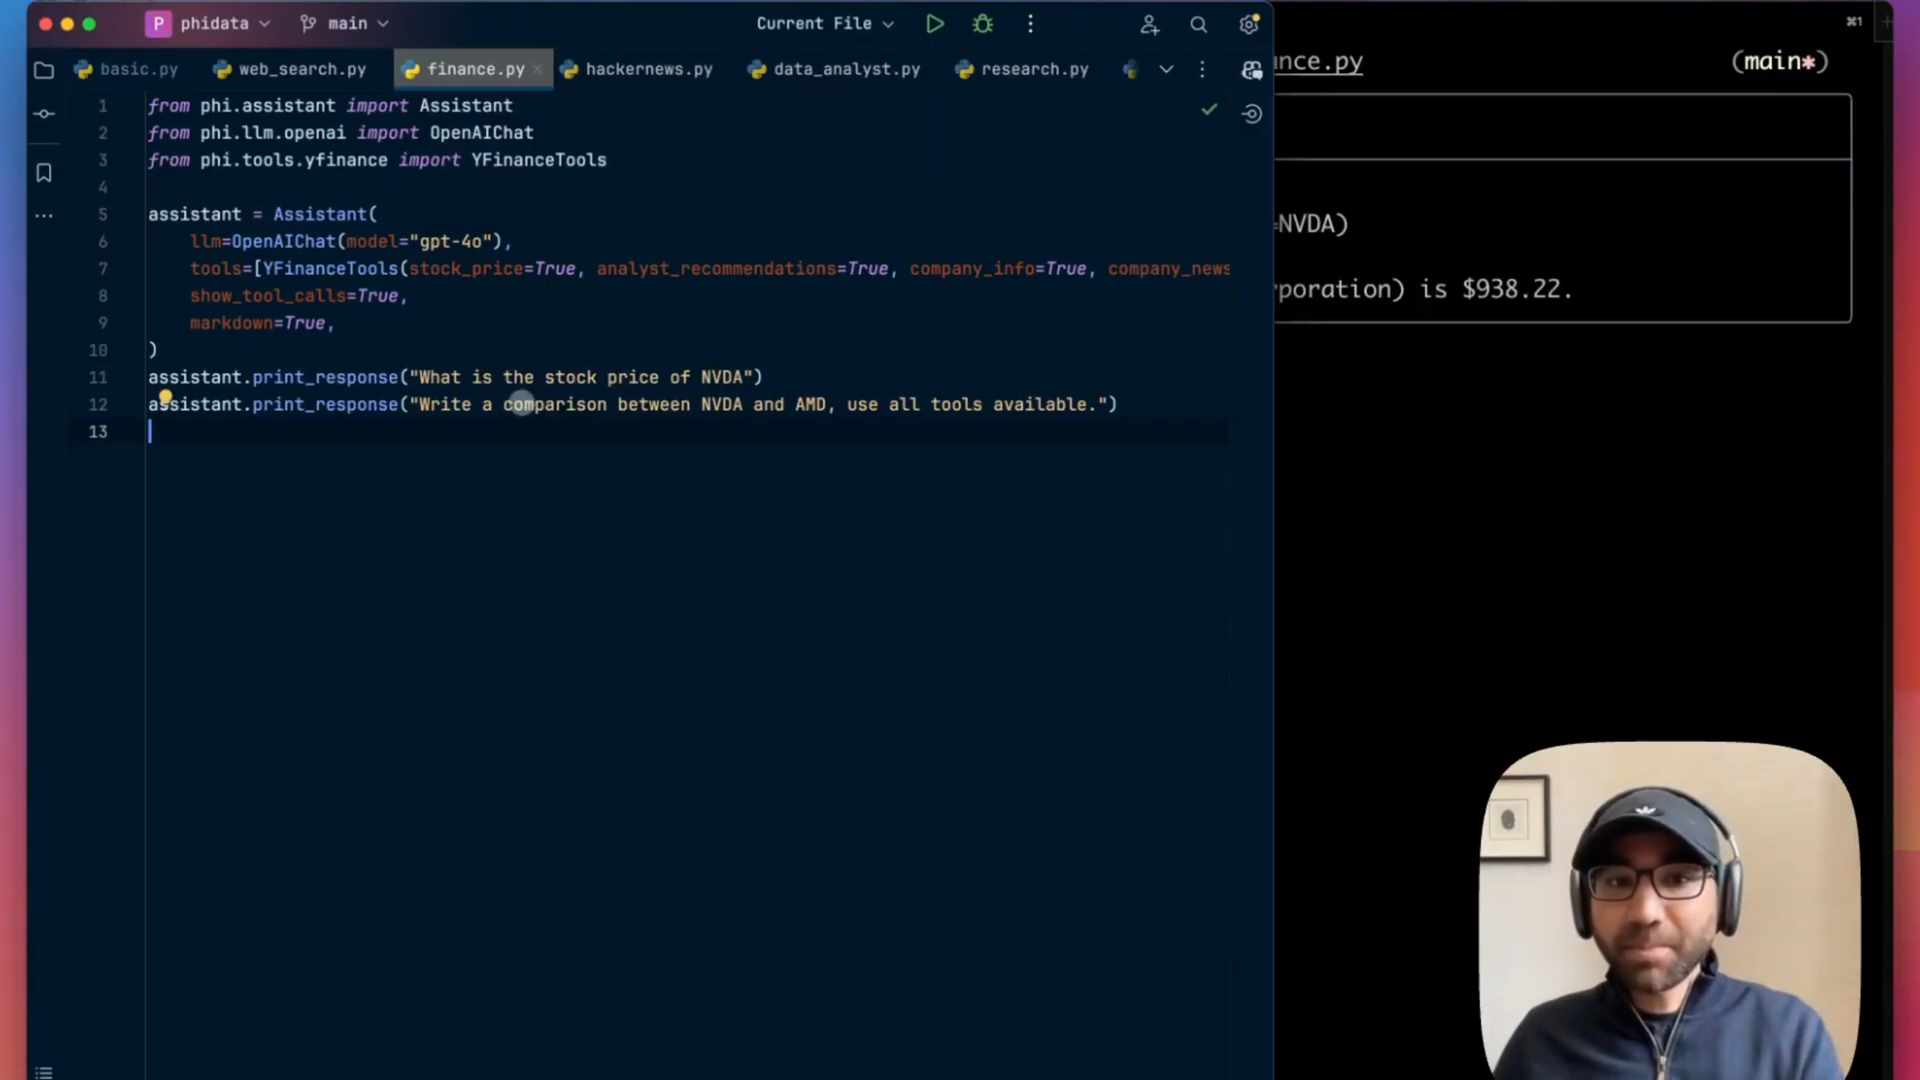 P phidata main Current File
basic.py web_search.py finance.py hackernews.py data_analyst.py research.py
1 from phi.assistant import Assistant
2 from phi.llm.openai import OpenAIChat
3 from phi.tools.yfinance import YFinanceTools
4
5 assistant = Assistant(
6 llm=OpenAIChat(model="gpt-4o"),
7 tools=[YFinanceTools(stock_price=True, analyst_recommendations=True, company_info=True, company_news
8 show_tool_calls=True,
9 markdown=True,
10 )
11 assistant.print_response("What is the stock price of NVDA")
12 assistant.print_response("Write a comparison between NVDA and AMD, use all tools available.")
13
⌘1
nce.py (main*)
=NVDA)
rporation) is $938.22.